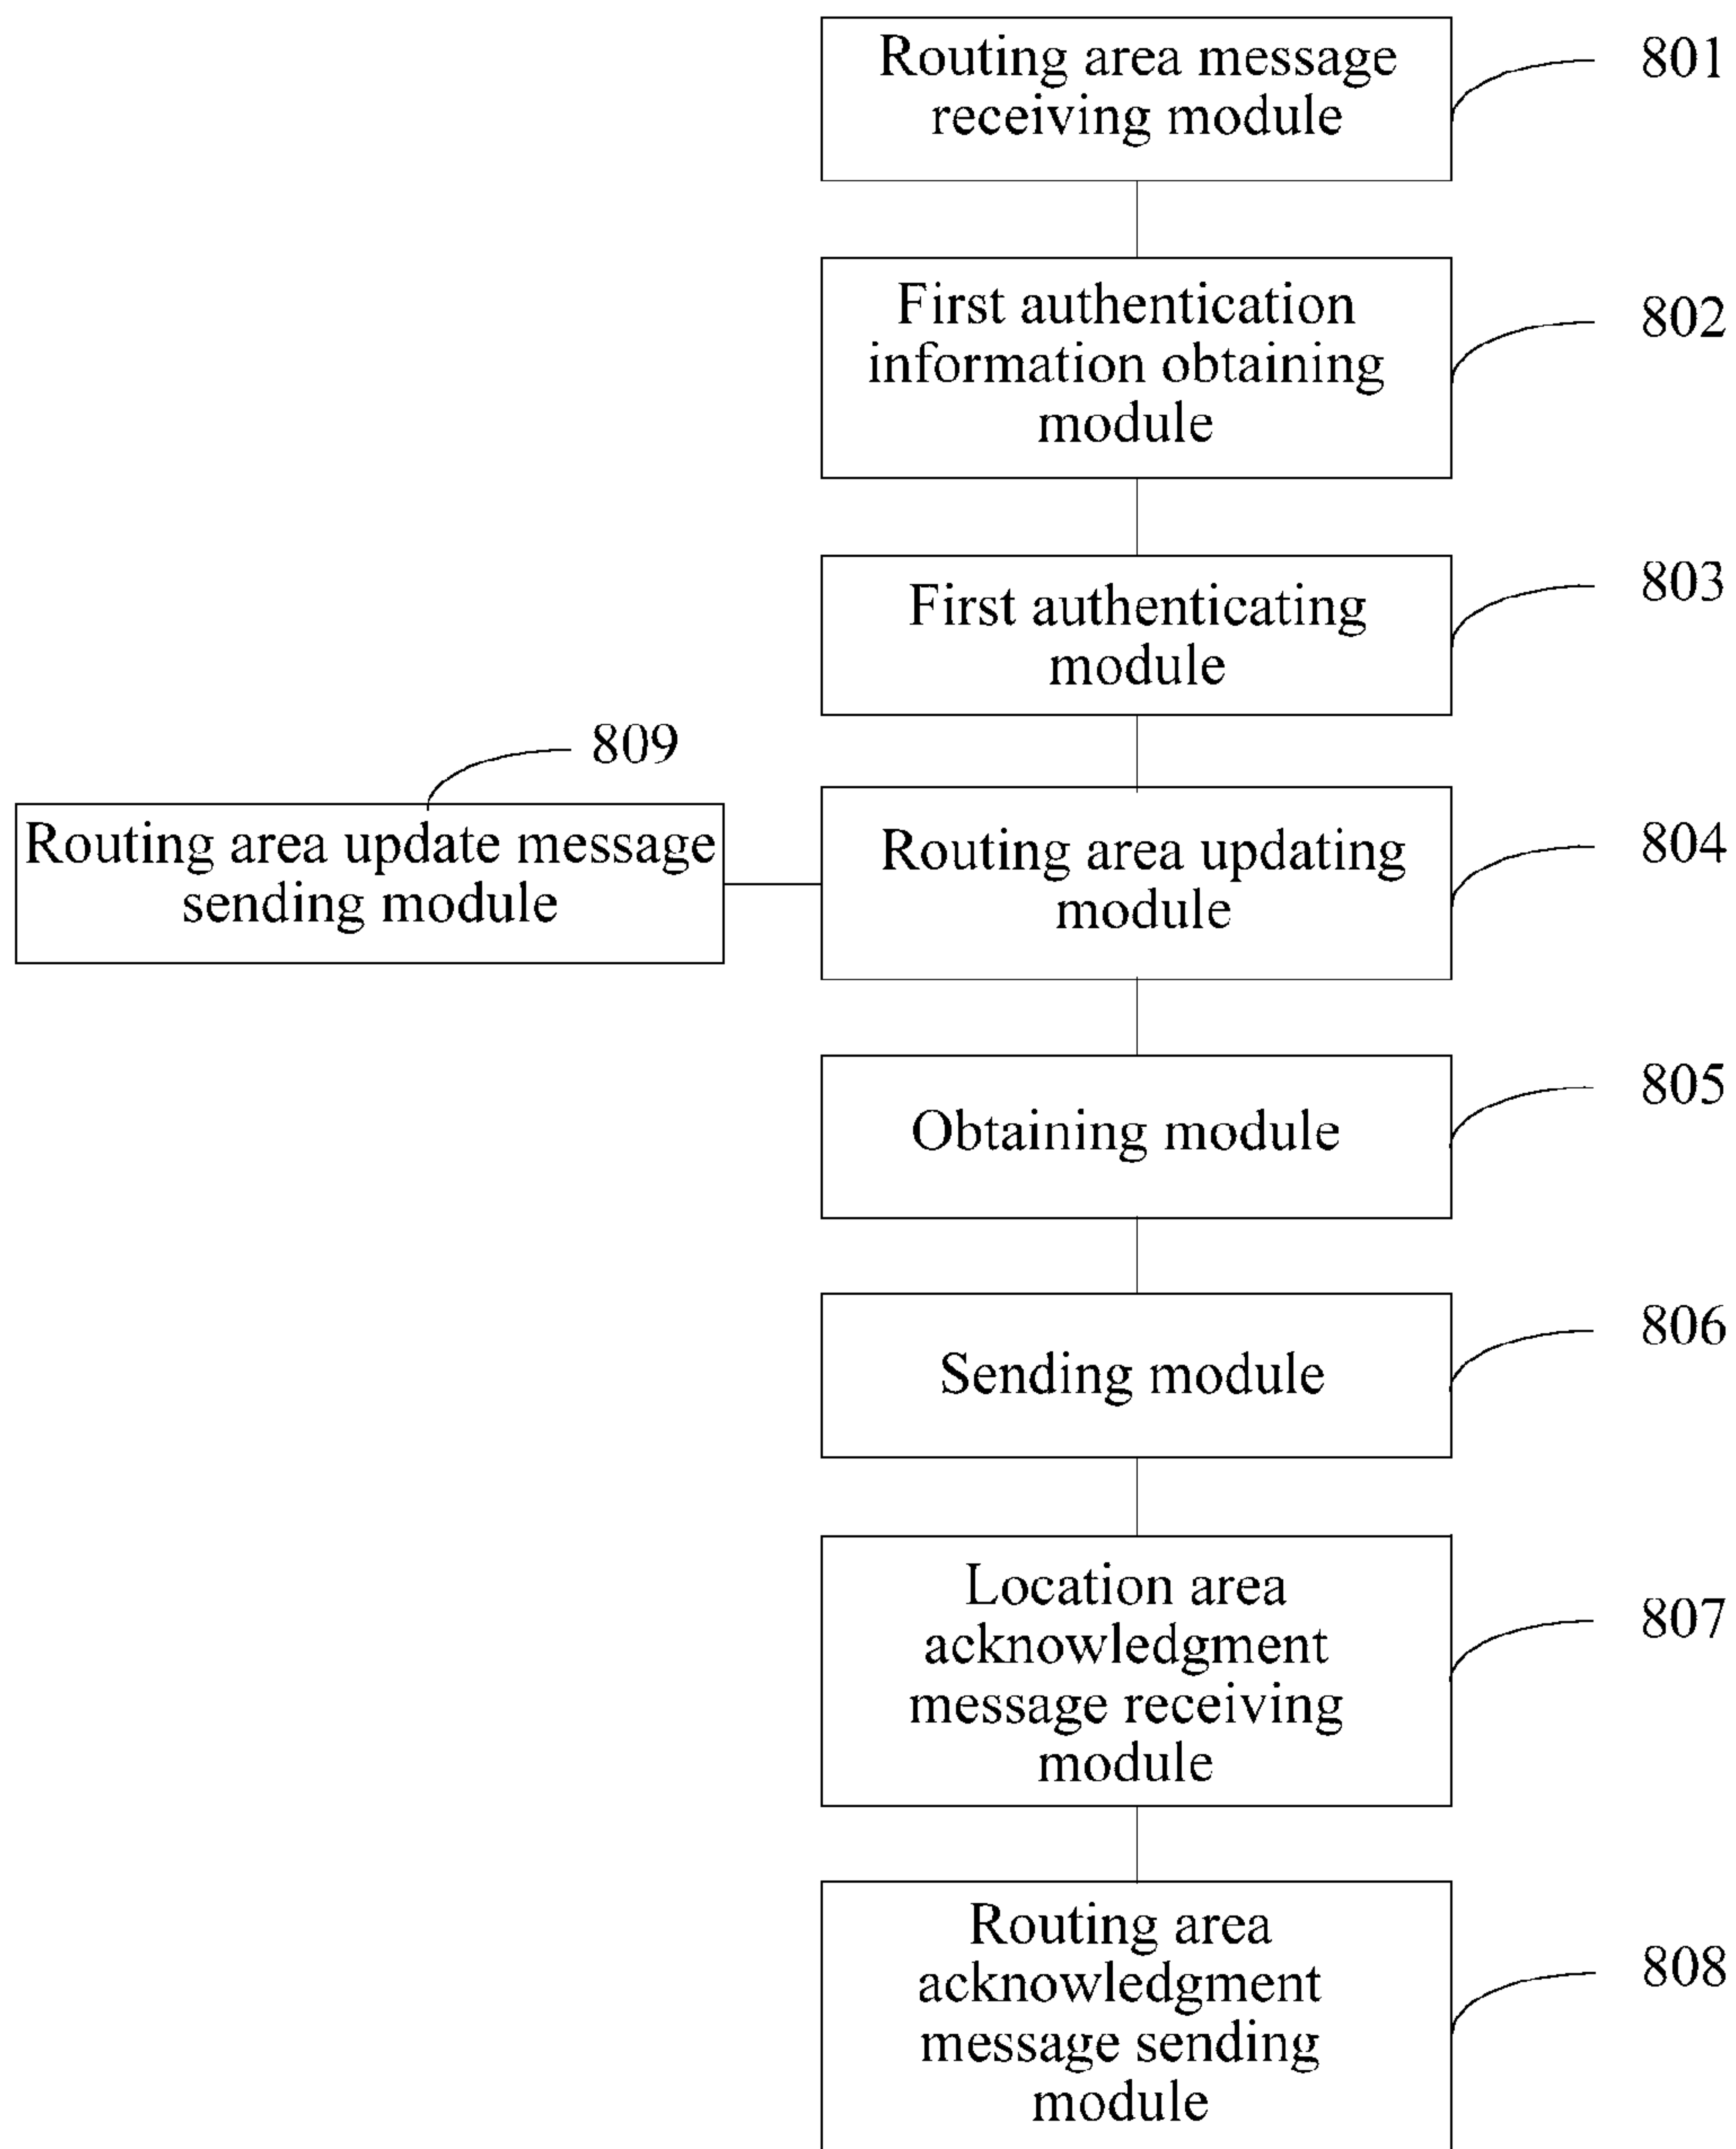 Routing area message
receiving module
801
First authentication
information obtaining
module
802
First authenticating
module
803
809
Routing area update message
sending module
Routing area updating
module
804
Obtaining module
805
Sending module
806
Location area
acknowledgment
message receiving
module
807
Routing area
acknowledgment
message sending
module
808